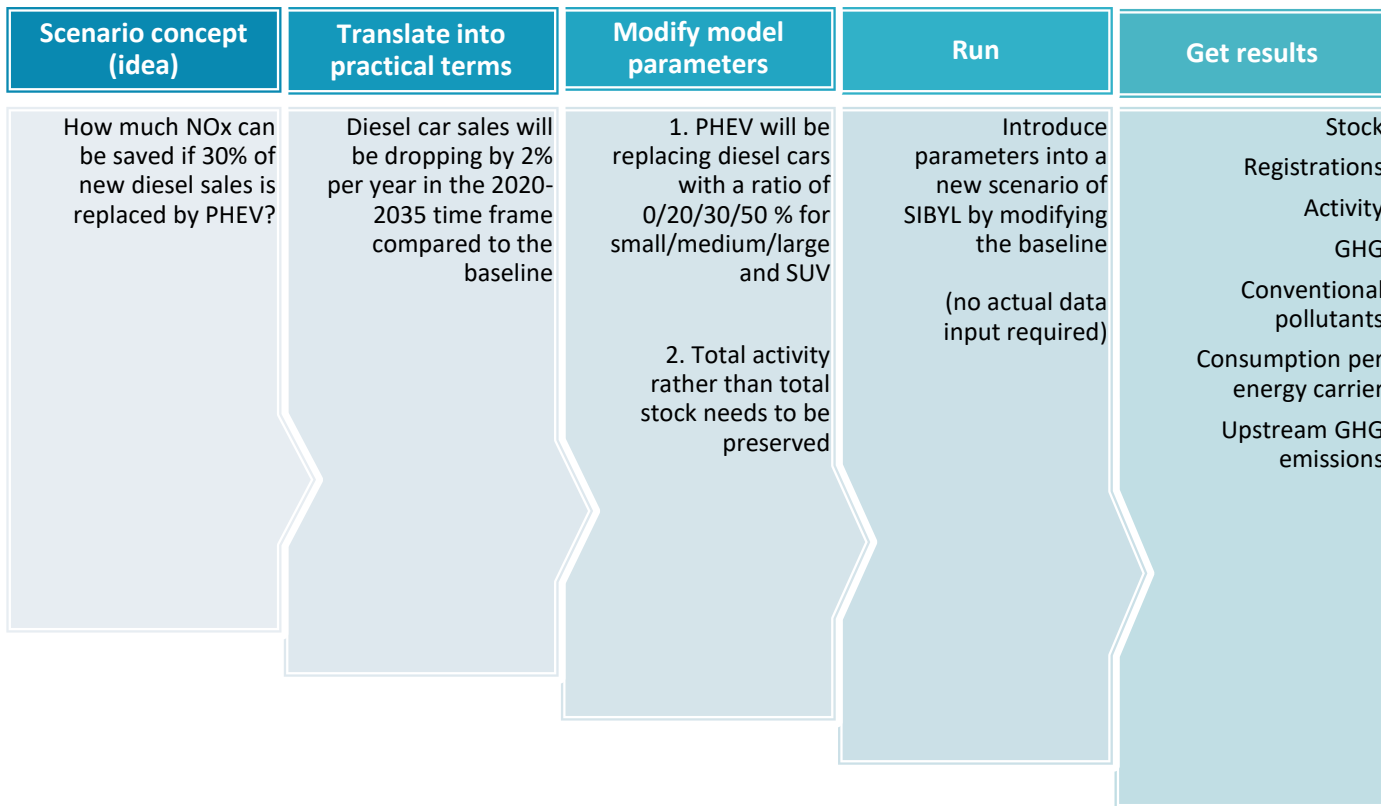 Scenario concept
(idea)
How much NOx can
be saved if 30% of
new diesel sales is
replaced by PHEV?
Translate into
practical terms
Diesel car sales will
be dropping by 2%
per year in the 2020-
2035 time frame
compared to the
baseline
Modify model
parameters
1. PHEV will be
replacing diesel cars
with a ratio of
0/20/30/50 % for
small/medium/large
and SUV
2. Total activity
rather than total
stock needs to be
preserved
Run
Introduce
parameters into a
new scenario of
SIBYL by modifying
the baseline
(no actual data
input required)
Get results
Stock
Registrations
Activity
GHG
Conventional
pollutants
Consumption per
energy carrier
Upstream GHG
emissions